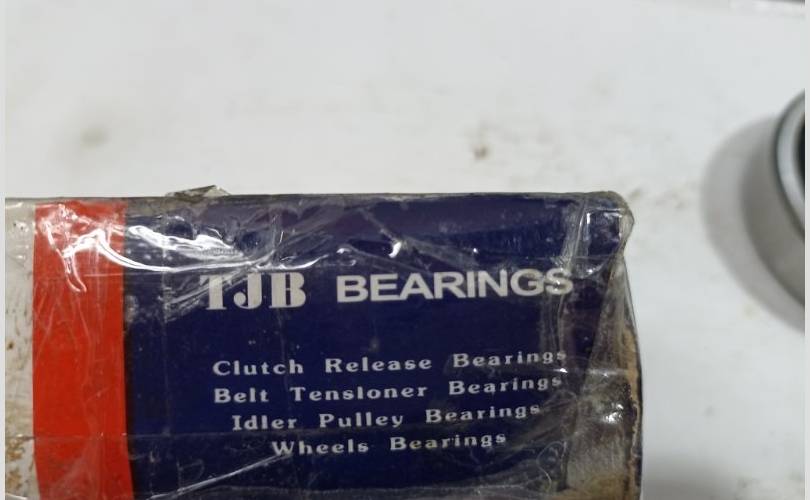 TJB BEARINGS
Clutch Release Bearings
Belt Tensioner Bearings
Idler Pulley Bearings
Wheels Bearings